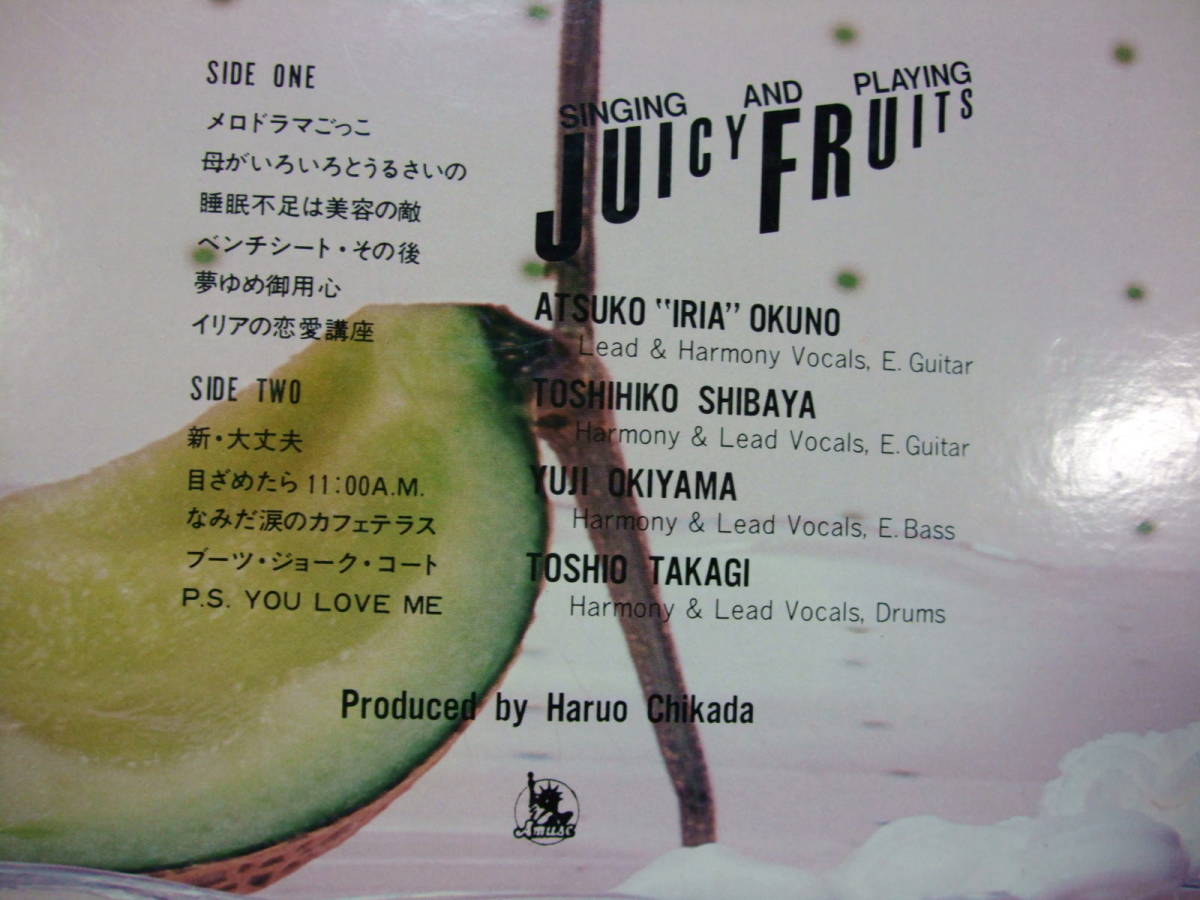 SIDE ONE
メロドラマごっこ
母がいろいろとうるさいの
睡眠不足は美容の敵
ベンチシート・その後
夢ゆめ御用心
イリアの恋愛講座
SIDE TWO
新・大丈夫
目ざめたら 11:00A.M.
なみだ涙のカフェテラス
ブーツ・ジョーク・コート
P.S. YOU LOVE ME
SINGING AND PLAYING
JUICY FRUITS
ATSUKO "IRIA" OKUNO
Lead & Harmony Vocals, E. Guitar
TOSHIHIKO SHIBAYA
Harmony & Lead Vocals, E. Guitar
YUJI OKIYAMA
Harmony & Lead Vocals, E. Bass
TOSHIO TAKAGI
Harmony & Lead Vocals, Drums
Produced by Haruo Chikada
Amuse